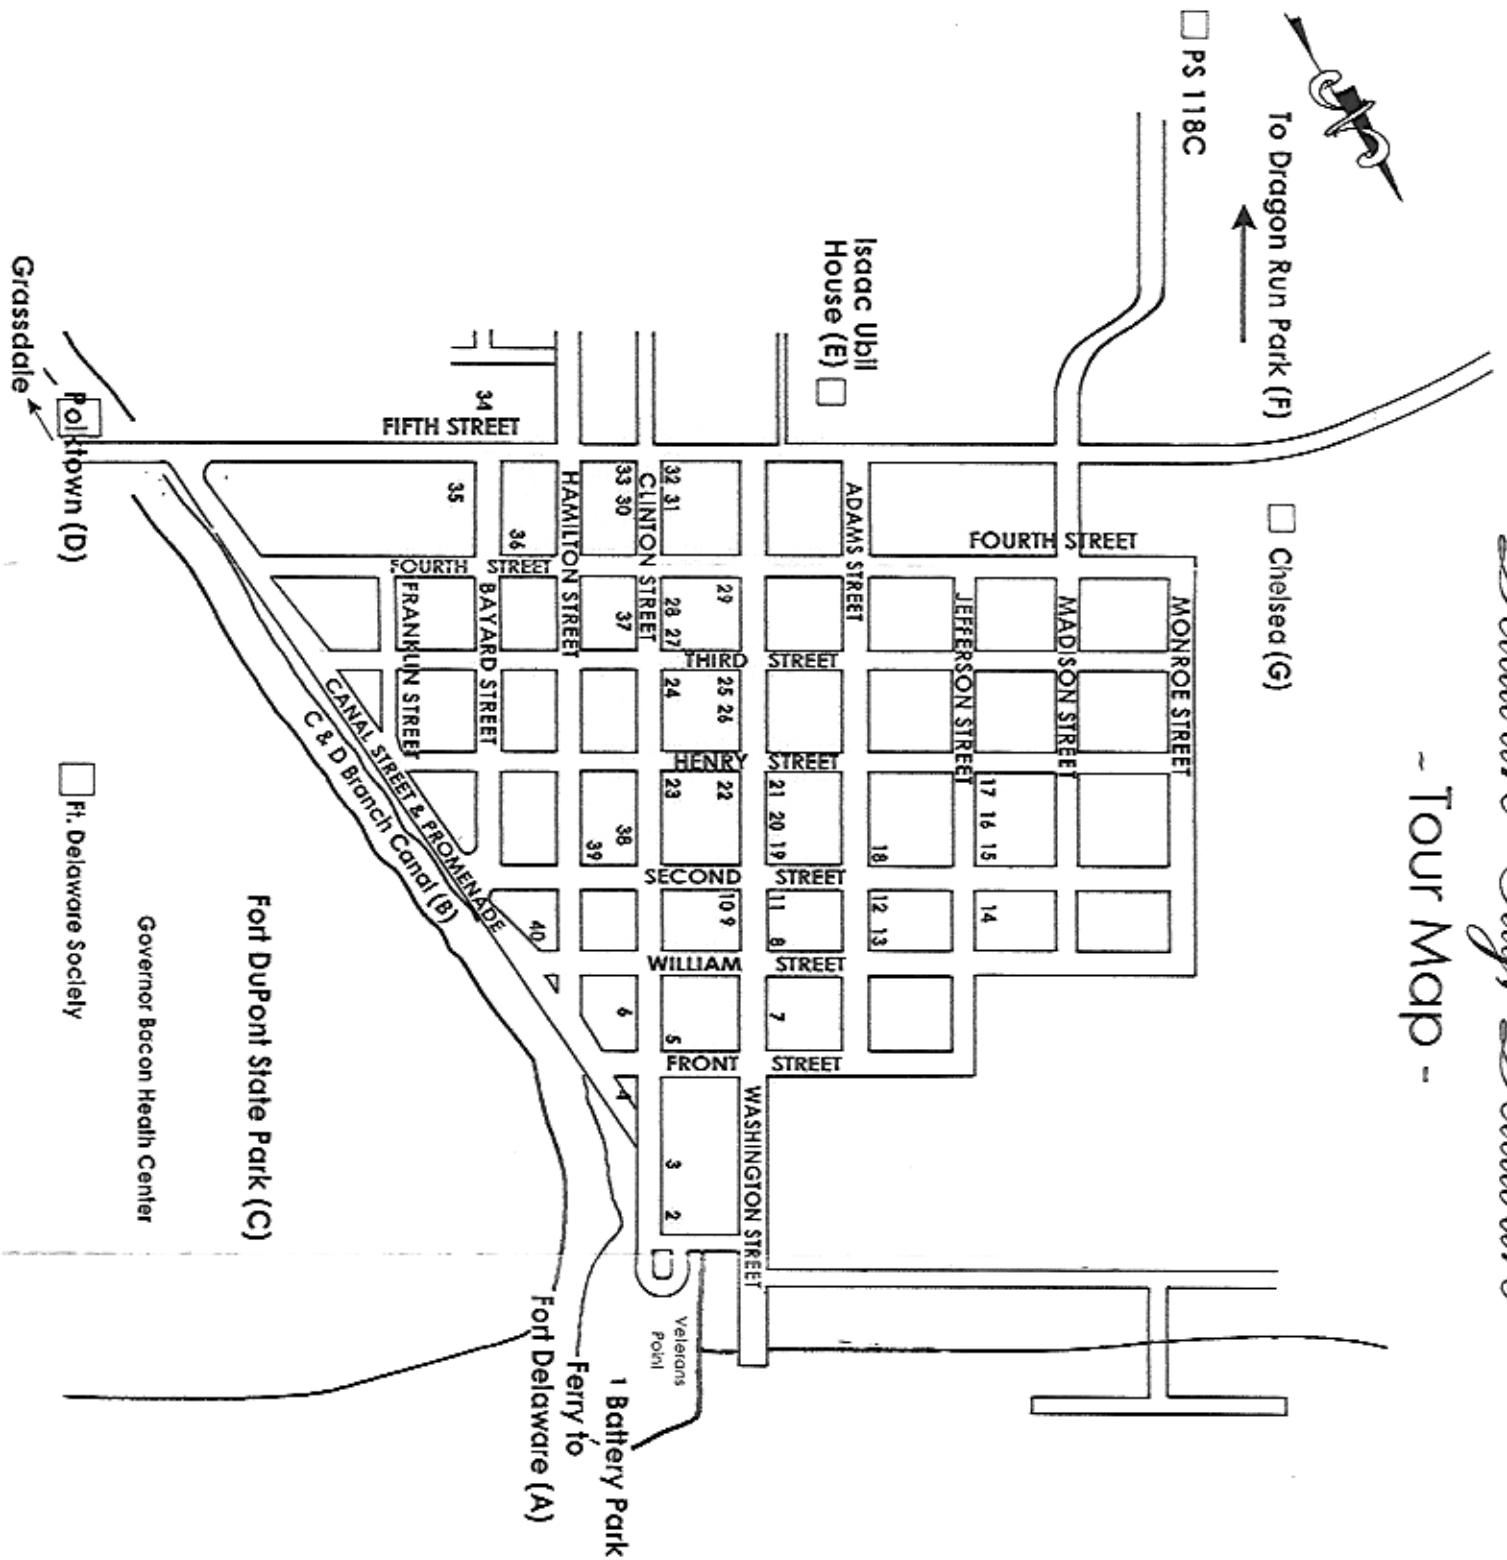 ~ Tour Map -
PS 118C
To Dragon Run Park (F)
Isaac Ubil
House (E)
Chelsea (G)
Grassdale
Polktown (D)
Ft. Delaware Society
Governor Bacon Heath Center
Fort DuPont State Park (C)
FIFTH STREET
FOURTH STREET
FOURTH STREET
THIRD STREET
HENRY STREET
SECOND STREET
WILLIAM STREET
FRONT STREET
MONROE STREET
MADISON STREET
JEFFERSON STREET
ADAMS STREET
WASHINGTON STREET
CLINTON STREET
HAMILTON STREET
BAYARD STREET
FRANKLIN STREET
CANAL STREET & PROMENADE
C & D Branch Canal (B)
34
35
36
33 30
32 31
37
28 27
29
24
25 26
23
22
21 20 19
18
17 16 15
38
39
40
10 9
11 8
12 13
14
6
5
7
4
3 2
Veterans
Point
1 Battery Park
Ferry to
Fort Delaware (A)